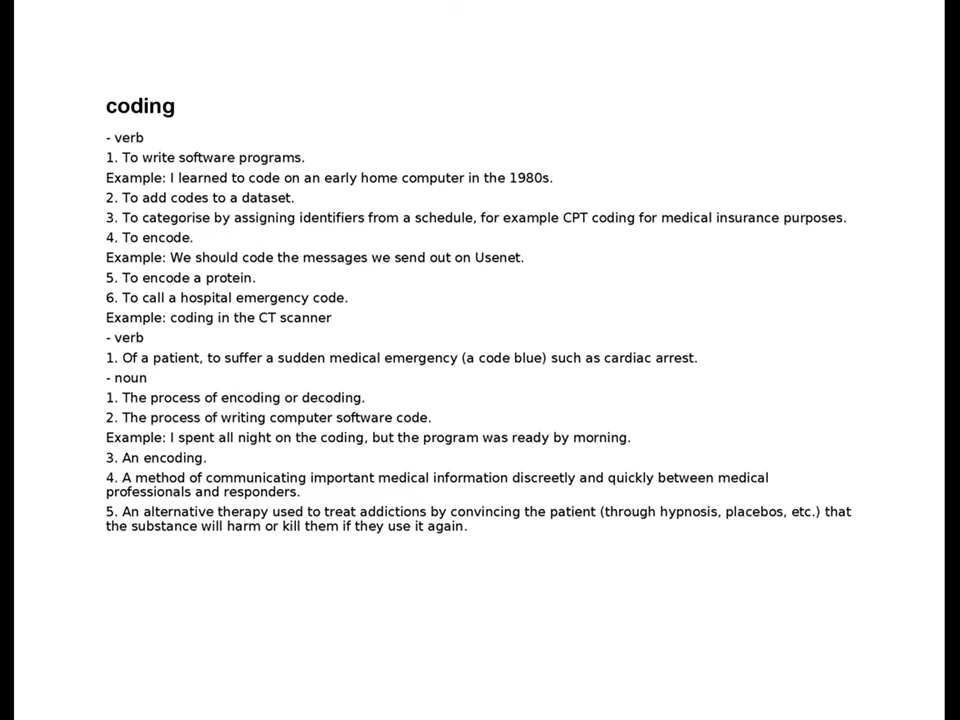 coding
- verb
1. To write software programs.
Example: I learned to code on an early home computer in the 1980s.
2. To add codes to a dataset.
3. To categorise by assigning identifiers from a schedule, for example CPT coding for medical insurance purposes.
4. To encode.
Example: We should code the messages we send out on Usenet.
5. To encode a protein.
6. To call a hospital emergency code.
Example: coding in the CT scanner
- verb
1. Of a patient, to suffer a sudden medical emergency (a code blue) such as cardiac arrest.
- noun
1. The process of encoding or decoding.
2. The process of writing computer software code.
Example: I spent all night on the coding, but the program was ready by morning.
3. An encoding.
4. A method of communicating important medical information discreetly and quickly between medical
professionals and responders.
5. An alternative therapy used to treat addictions by convincing the patient (through hypnosis, placebos, etc.) that
the substance will harm or kill them if they use it again.